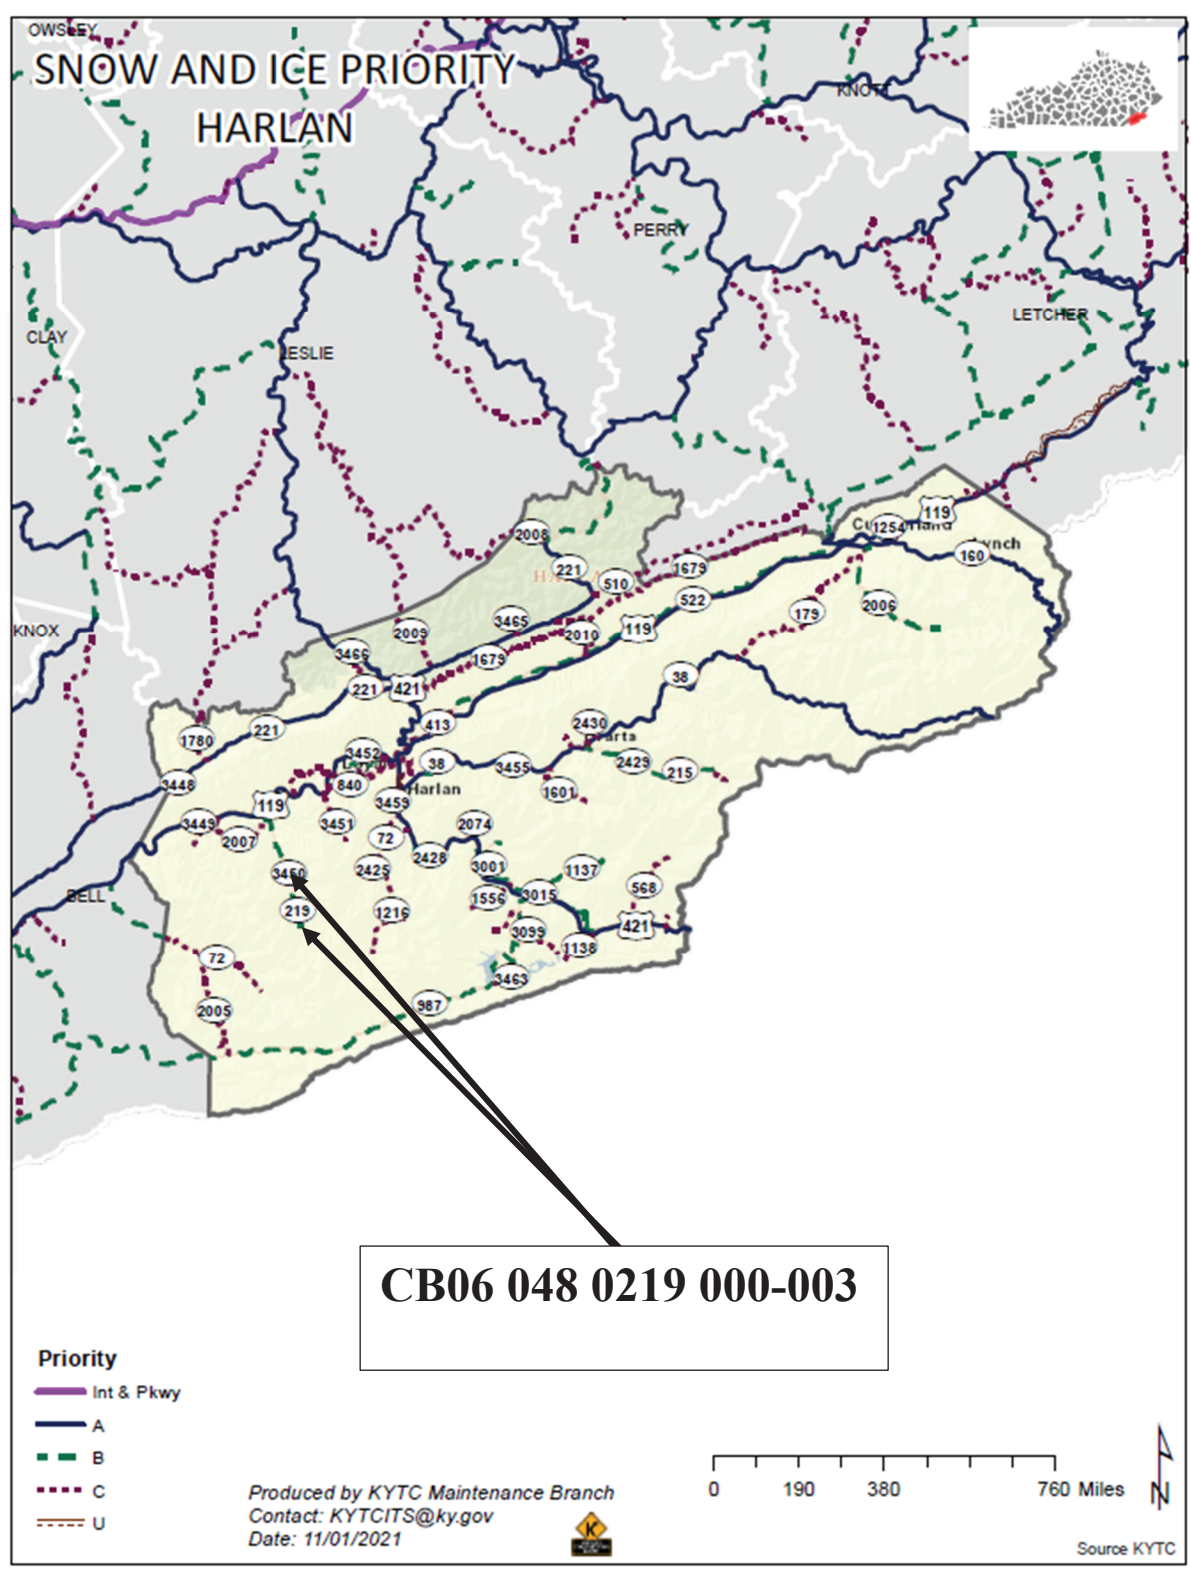 OWSLEY
SNOW AND ICE PRIORITY
HARLAN
KNOTT
PERRY
LETCHER
CLAY
LESLIE
KNOX
BELL
119
1254
Lynch
160
2008
221
510
1679
522
179
2006
2009
3465
2010
119
3466
1679
221
421
38
1780
221
413
2430
3452
38
3455
2429
215
3448
840
1601
Harlan
119
3459
3449
2007
3451
72
2074
2428
3450
2425
3001
1137
568
219
1216
1556
3015
3099
421
1138
72
3463
2005
987
CB06 048 0219 000-003
Priority
Int & Pkwy
A
B
C
U
Produced by KYTC Maintenance Branch
Contact: KYTCITS@ky.gov
Date: 11/01/2021
0 190 380 760 Miles
N
Source KYTC